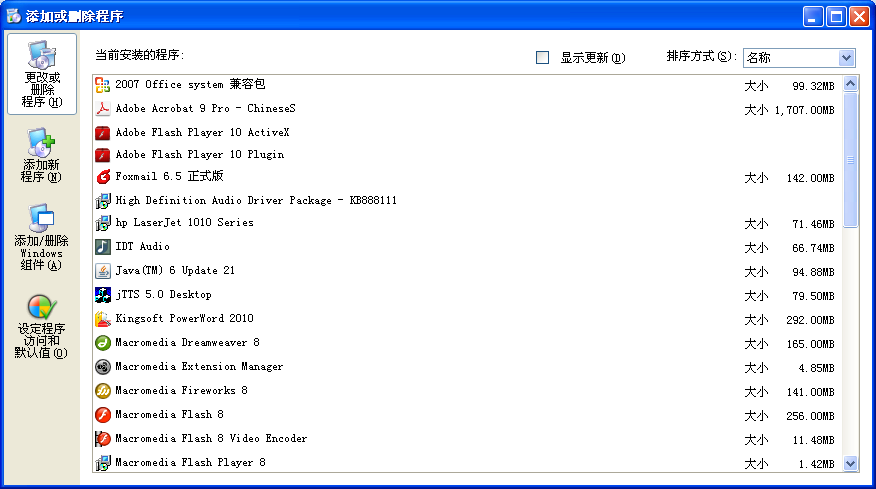 添加或删除程序
更改或
删除
程序(H)
添加新
程序(N)
添加/删除
Windows
组件(A)
设定程序
访问和
默认值(O)
当前安装的程序: 显示更新(D) 排序方式(S): 名称
2007 Office system 兼容包 大小 99.32MB
Adobe Acrobat 9 Pro - ChineseS 大小 1,707.00MB
Adobe Flash Player 10 ActiveX
Adobe Flash Player 10 Plugin
Foxmail 6.5 正式版 大小 142.00MB
High Definition Audio Driver Package - KB888111
hp LaserJet 1010 Series 大小 71.46MB
IDT Audio 大小 66.74MB
Java(TM) 6 Update 21 大小 94.88MB
jTTS 5.0 Desktop 大小 79.50MB
Kingsoft PowerWord 2010 大小 292.00MB
Macromedia Dreamweaver 8 大小 165.00MB
Macromedia Extension Manager 大小 4.85MB
Macromedia Fireworks 8 大小 141.00MB
Macromedia Flash 8 大小 256.00MB
Macromedia Flash 8 Video Encoder 大小 11.48MB
Macromedia Flash Player 8 大小 1.42MB